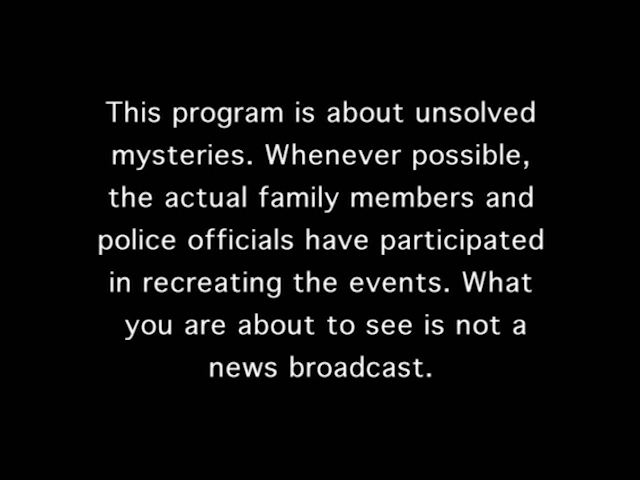 This program is about unsolved
mysteries. Whenever possible,
the actual family members and
police officials have participated
in recreating the events. What
you are about to see is not a
news broadcast.